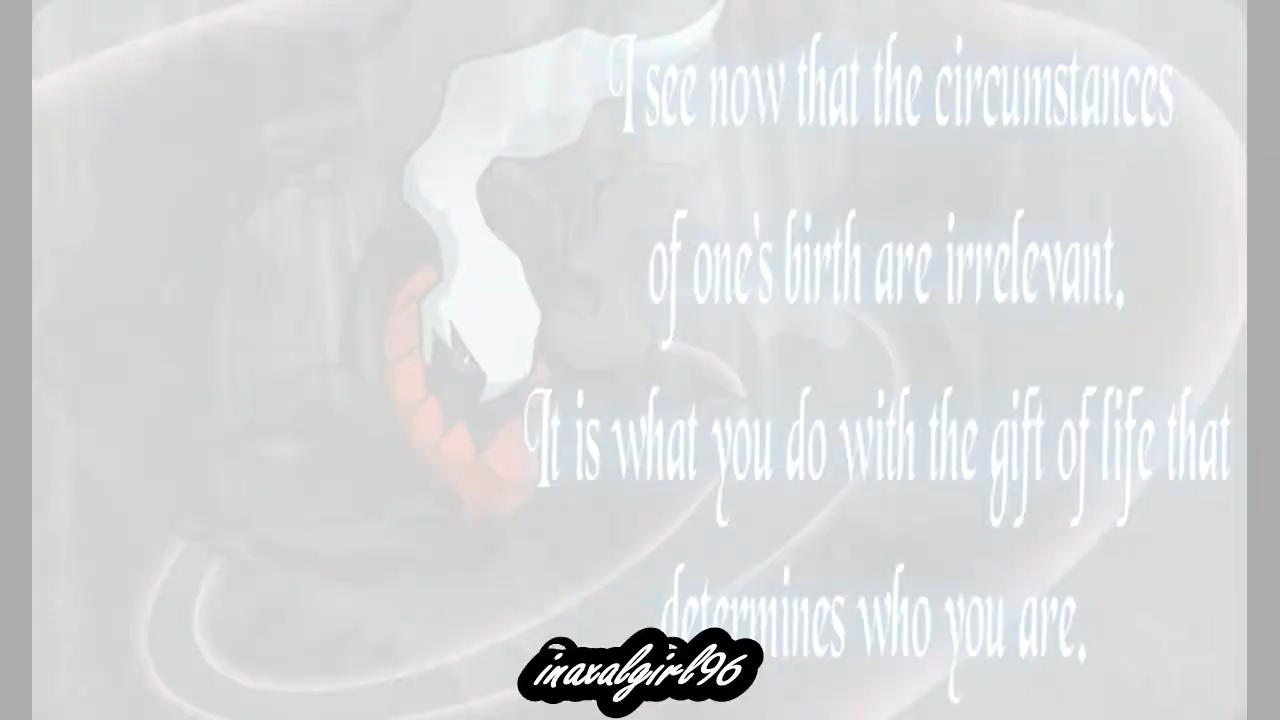 I see now that the circumstances
of one's birth are irrelevant.
It is what you do with the gift of life that
determines who you are.
inaxalgirl96